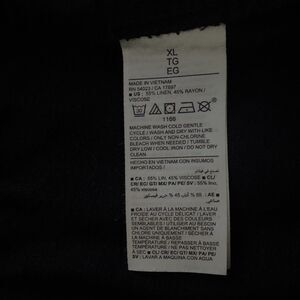 XL
TG
EG
MADE IN VIETNAM
RN 54023 / CA 17897
■ US : 55% LINEN, 45% RAYON /
VISCOSE
1166
MACHINE WASH COLD GENTLE
CYCLE / WASH AND DRY WITH LIKE
COLORS / ONLY NON CHLORINE
BLEACH WHEN NEEDED / TUMBLE
DRY LOW / COOL IRON / DO NOT DRY
CLEAN
HECHO EN VIETNAM CON INSUMOS
IMPORTADOS /
■ CA : 55% LIN, 45% VISCOSE ■ CL/
CR/ EC/ GT/ MX/ PA/ PE/ SV : 55% lino,
45% viscosa
■ CA : LAVER À LA MACHINE À L'EAU
FROIDE AU CYCLE DELICAT / LAVER
ET SÉCHER AVEC DES COULEURS
SEMBLABLES / UTILISER UN
AGENT DE BLANCHIMENT SANS
CHLORE AU BESOIN / SÉCHER
PAR CULBUTAGE À BASSE
TEMPÉRATURE / REPASSER À BASSE
TEMPÉRATURE / NE PAS NETTOYER
À SEC
■ CL/ CR/ EC/ GT/ MX/ PA/ PE/
SV : LAVAR A MAQUINA CON AGUA